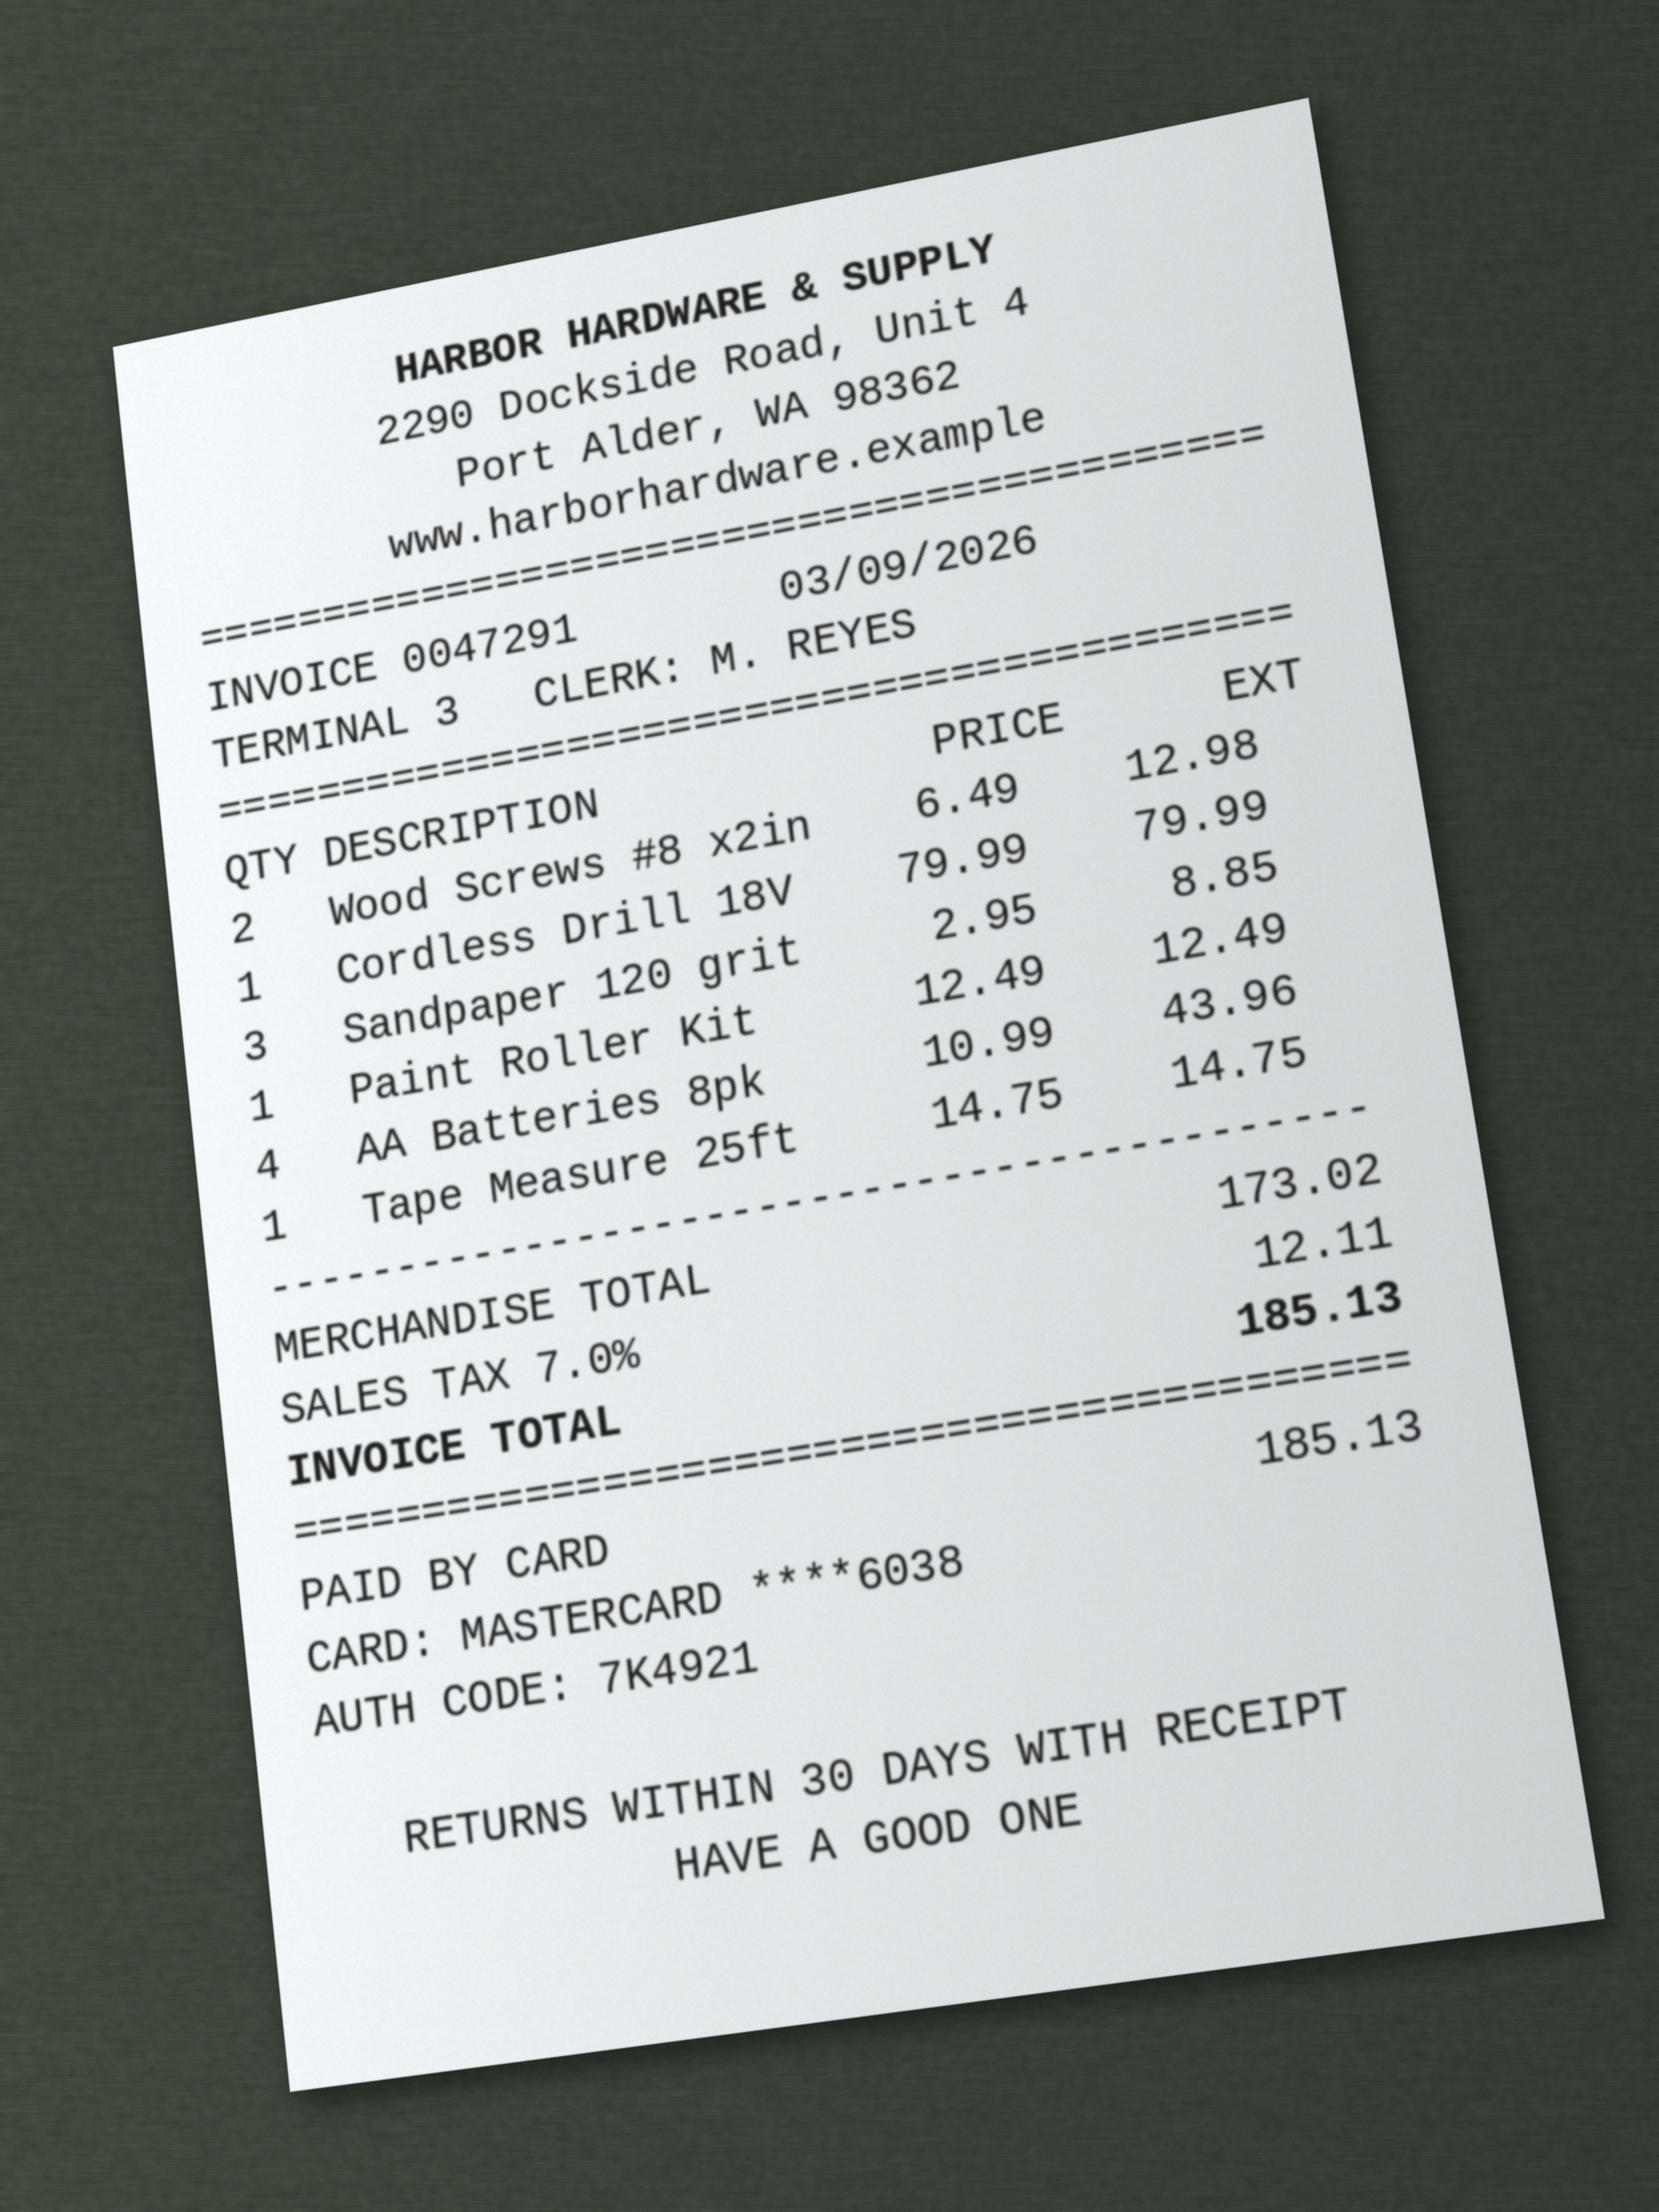 HARBOR HARDWARE & SUPPLY
2290 Dockside Road, Unit 4
Port Alder, WA 98362
www.harborhardware.example
==========================================
INVOICE 0047291        03/09/2026
TERMINAL 3   CLERK: M. REYES
==========================================
QTY DESCRIPTION             PRICE      EXT
2   Wood Screws #8 x2in    6.49    12.98
1   Cordless Drill 18V    79.99    79.99
3   Sandpaper 120 grit     2.95     8.85
1   Paint Roller Kit      12.49    12.49
4   AA Batteries 8pk      10.99    43.96
1   Tape Measure 25ft     14.75    14.75
------------------------------------------
MERCHANDISE TOTAL                   173.02
SALES TAX 7.0%                       12.11
INVOICE TOTAL                       185.13
==========================================
PAID BY CARD                        185.13
CARD: MASTERCARD ****6038
AUTH CODE: 7K4921
RETURNS WITHIN 30 DAYS WITH RECEIPT
HAVE A GOOD ONE